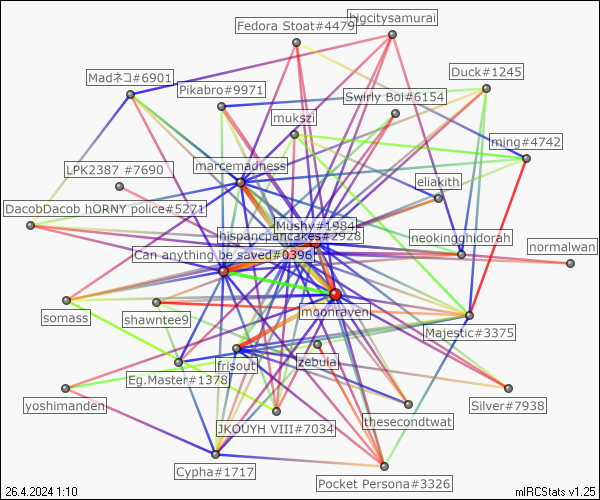 Fedora Stoat#4479
bigcitysamurai
Duck#1245
Madネコ#6901
Pikabro#9971
Swirly Boi#6154
mukszi
ming#4742
marcemadness
LPK2387 #7690
eliakith
DacobDacob hORNY police#5271
Mushy#1984
hispancpancakes#2928
neokingghidorah
normalwan
Can anything be saved#0396
moonraven
somass
shawntee9
Majestic#3375
frisout
zebula
Eg.Master#1378
yoshimanden
Silver#7938
JKOUYH VIII#7034
thesecondtwat
Cypha#1717
Pocket Persona#3326
26.4.2024 1:10
mIRCStats v1.25